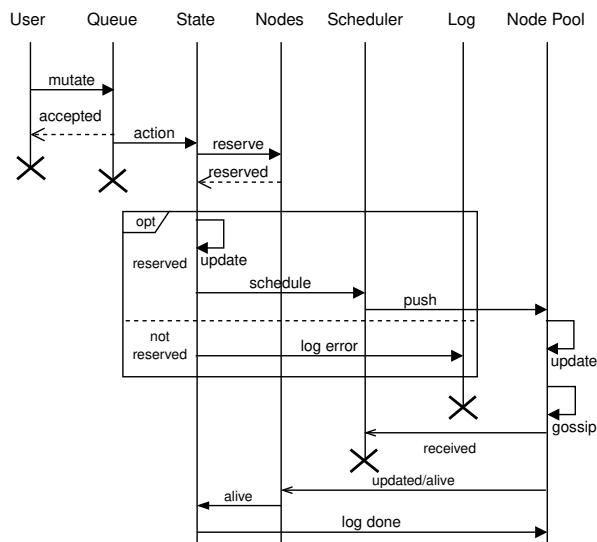 User Queue State Nodes Scheduler Log Node Pool
mutate
accepted
action
reserve
reserved
opt
update
reserved
schedule
push
not
reserved
log error
update
gossip
received
updated/alive
alive
log done